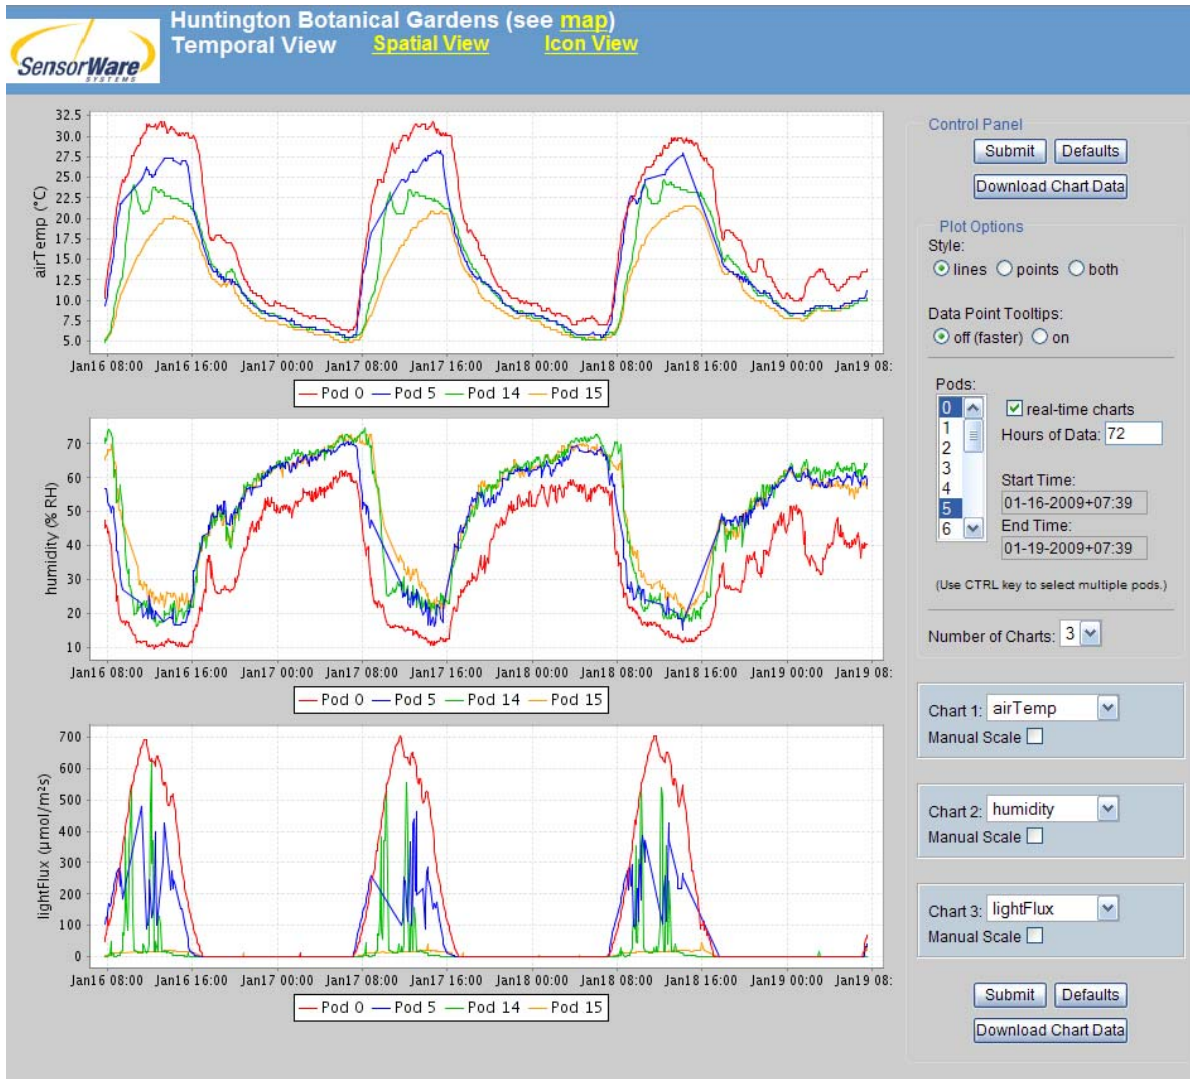 Huntington Botanical Gardens (see map)
Temporal View Spatial View Icon View
SensorWare
SYSTEMS
32.5
30.0
27.5
25.0
22.5
20.0
17.5
15.0
12.5
10.0
7.5
5.0
airTemp (°C)
Jan16 08:00 Jan16 16:00 Jan17 00:00 Jan17 08:00 Jan17 16:00 Jan18 00:00 Jan18 08:00 Jan18 16:00 Jan19 00:00 Jan19 08:
Pod 0 Pod 5 Pod 14 Pod 15
70
60
50
40
30
20
10
humidity (% RH)
Jan16 08:00 Jan16 16:00 Jan17 00:00 Jan17 08:00 Jan17 16:00 Jan18 00:00 Jan18 08:00 Jan18 16:00 Jan19 00:00 Jan19 08:
Pod 0 Pod 5 Pod 14 Pod 15
700
600
500
400
300
200
100
0
lightFlux (µmol/m²s)
Jan16 08:00 Jan16 16:00 Jan17 00:00 Jan17 08:00 Jan17 16:00 Jan18 00:00 Jan18 08:00 Jan18 16:00 Jan19 00:00 Jan19 08:
Pod 0 Pod 5 Pod 14 Pod 15
Control Panel
Submit Defaults
Download Chart Data
Plot Options
Style:
lines points both
Data Point Tooltips:
off (faster) on
Pods:
0
1
2
3
4
5
6
real-time charts
Hours of Data: 72
Start Time:
01-16-2009+07:39
End Time:
01-19-2009+07:39
(Use CTRL key to select multiple pods.)
Number of Charts: 3
Chart 1: airTemp
Manual Scale
Chart 2: humidity
Manual Scale
Chart 3: lightFlux
Manual Scale
Submit Defaults
Download Chart Data